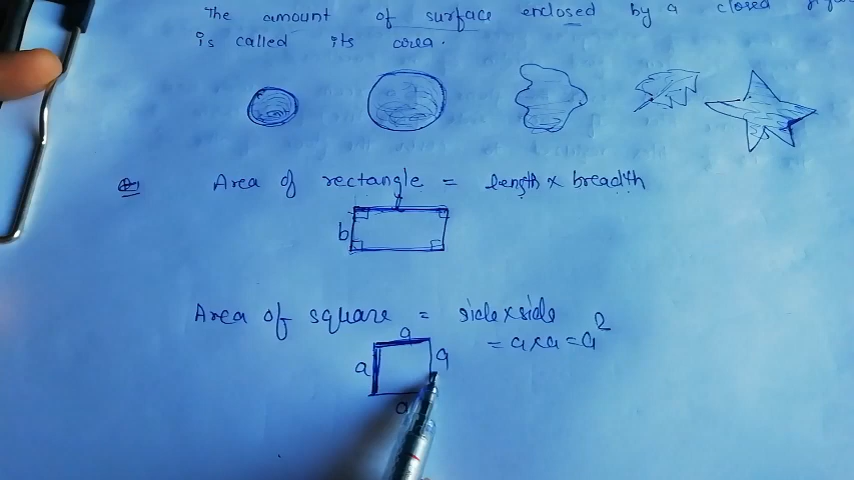 The amount of surface enclosed by a closed
is called its area.
Area of rectangle = length x breadth
l
b
Area of square = side x side
= a x a = a²
a
a
a
a